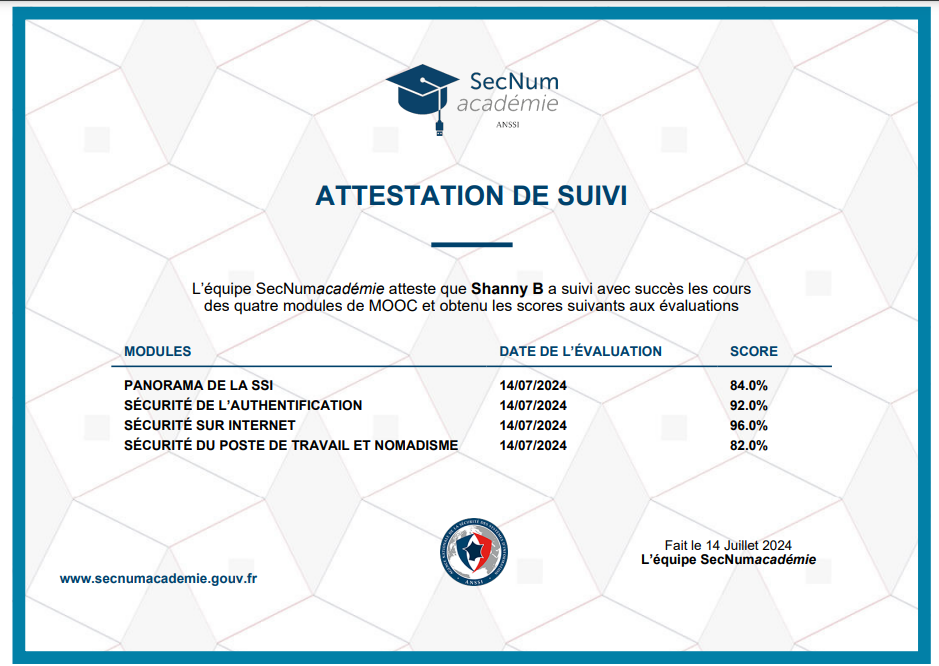 SecNum
académie
ANSSI
ATTESTATION DE SUIVI
L'équipe SecNumacadémie atteste que Shanny B a suivi avec succès les cours
des quatre modules de MOOC et obtenu les scores suivants aux évaluations
MODULES DATE DE L'ÉVALUATION SCORE
PANORAMA DE LA SSI 14/07/2024 84.0%
SÉCURITÉ DE L'AUTHENTIFICATION 14/07/2024 92.0%
SÉCURITÉ SUR INTERNET 14/07/2024 96.0%
SÉCURITÉ DU POSTE DE TRAVAIL ET NOMADISME 14/07/2024 82.0%
ANSSI
Fait le 14 Juillet 2024
L'équipe SecNumacadémie
www.secnumacademie.gouv.fr